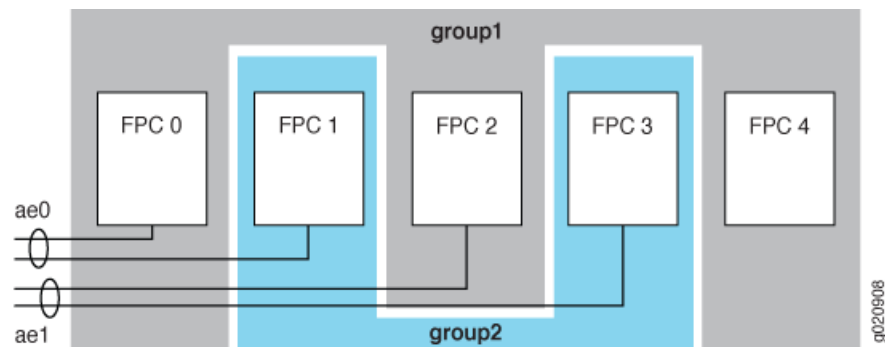 group1
FPC 0
FPC 1
FPC 2
FPC 3
FPC 4
ae0
ae1
group2
g020908